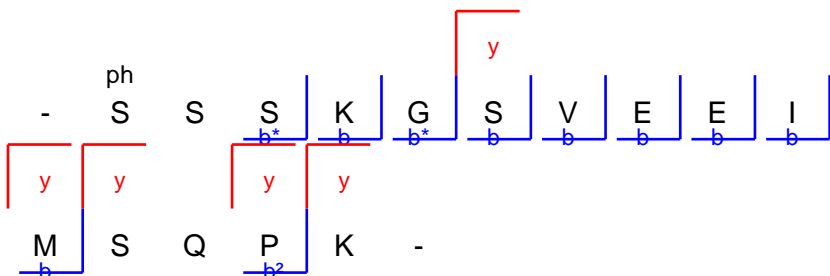 y
ph
- S S S K G S V E E I
b* b b* b b b b b
y y y y
M S Q P K -
b b²